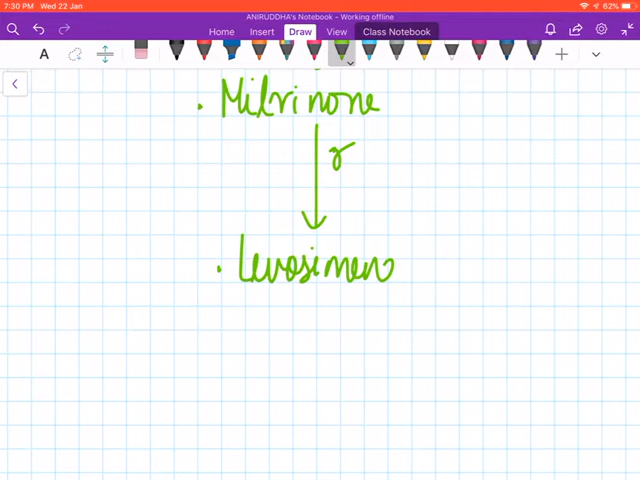 7:30 PM Wed 22 Jan
62%
ANIRUDDHA's Notebook - Working offline
Home Insert Draw View Class Notebook
A
. Milrinone
. Levosimen